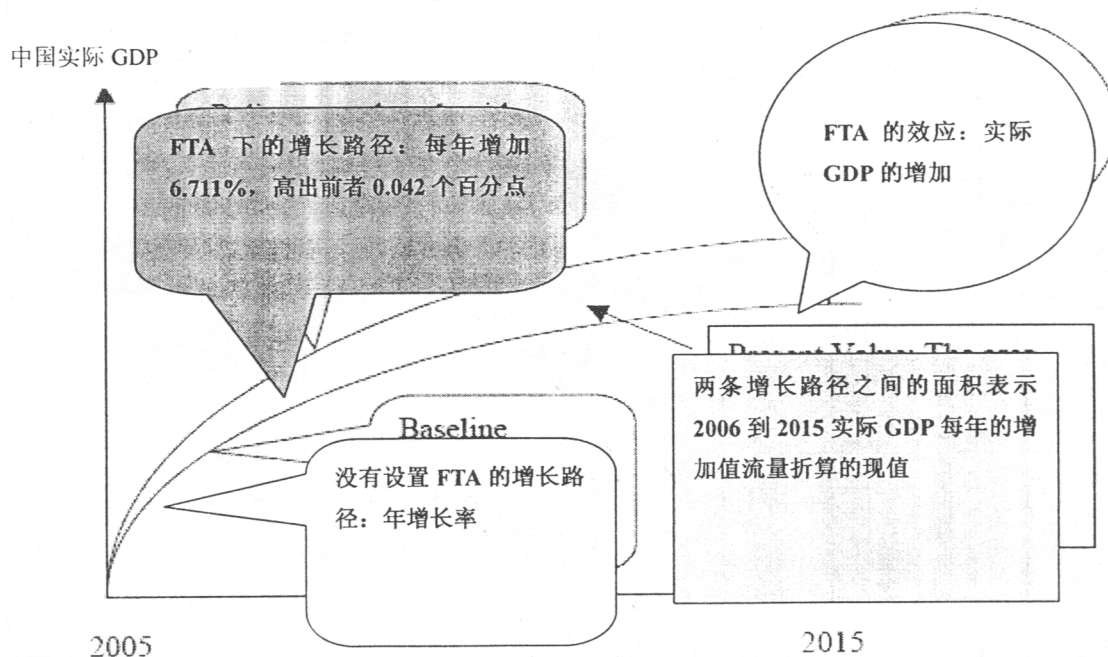 中国实际 GDP
FTA 下的增长路径：每年增加
6.711%，高出前者 0.042 个百分点
FTA 的效应：实际
GDP 的增加
Present Value: The area
两条增长路径之间的面积表示
2006 到 2015 实际 GDP 每年的增
加值流量折算的现值
Baseline
没有设置 FTA 的增长路
径：年增长率
2005
2015